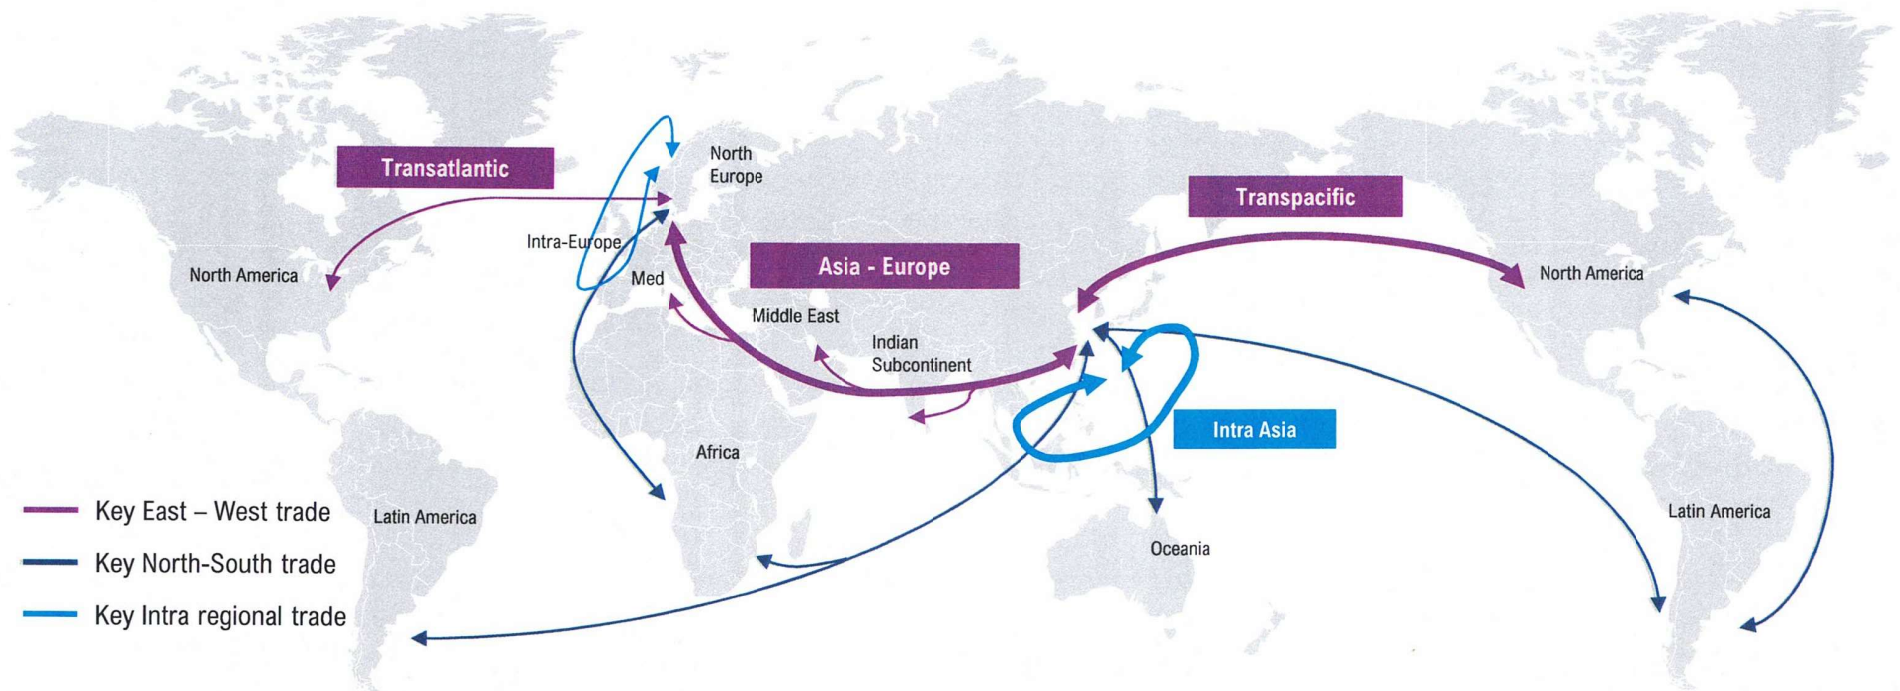 Transatlantic
North
Europe
Transpacific
Intra-Europe
Asia - Europe
North America
Med
North America
Middle East
Indian
Subcontinent
Intra Asia
Africa
Key East – West trade
Latin America
Latin America
Key North-South trade
Oceania
Key Intra regional trade